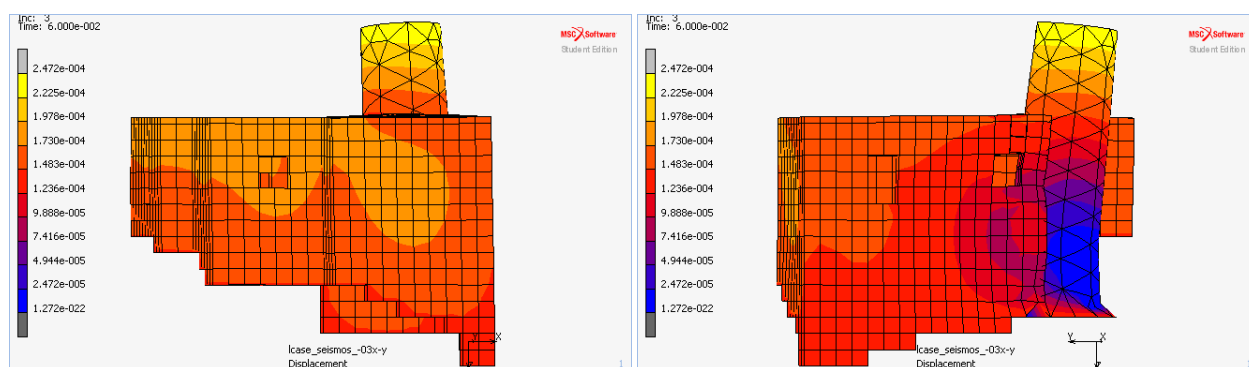 Inc: 3
Time: 6.000e-002
MSC Software
Student Edition
2.472e-004
2.225e-004
1.978e-004
1.730e-004
1.483e-004
1.236e-004
9.888e-005
7.416e-005
4.944e-005
2.472e-005
1.272e-022
Y X
lcase_seismos_-03x-y
Displacement
1
Inc: 3
Time: 6.000e-002
MSC Software
Student Edition
2.472e-004
2.225e-004
1.978e-004
1.730e-004
1.483e-004
1.236e-004
9.888e-005
7.416e-005
4.944e-005
2.472e-005
1.272e-022
Y X
lcase_seismos_-03x-y
Displacement